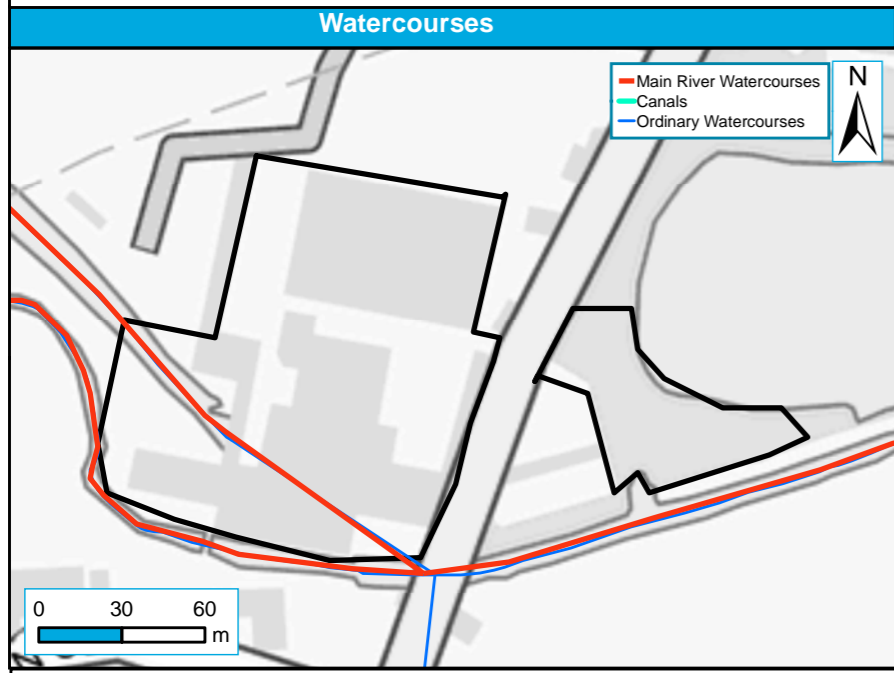 Watercourses
Main River Watercourses
Canals
Ordinary Watercourses
N
0 30 60
m